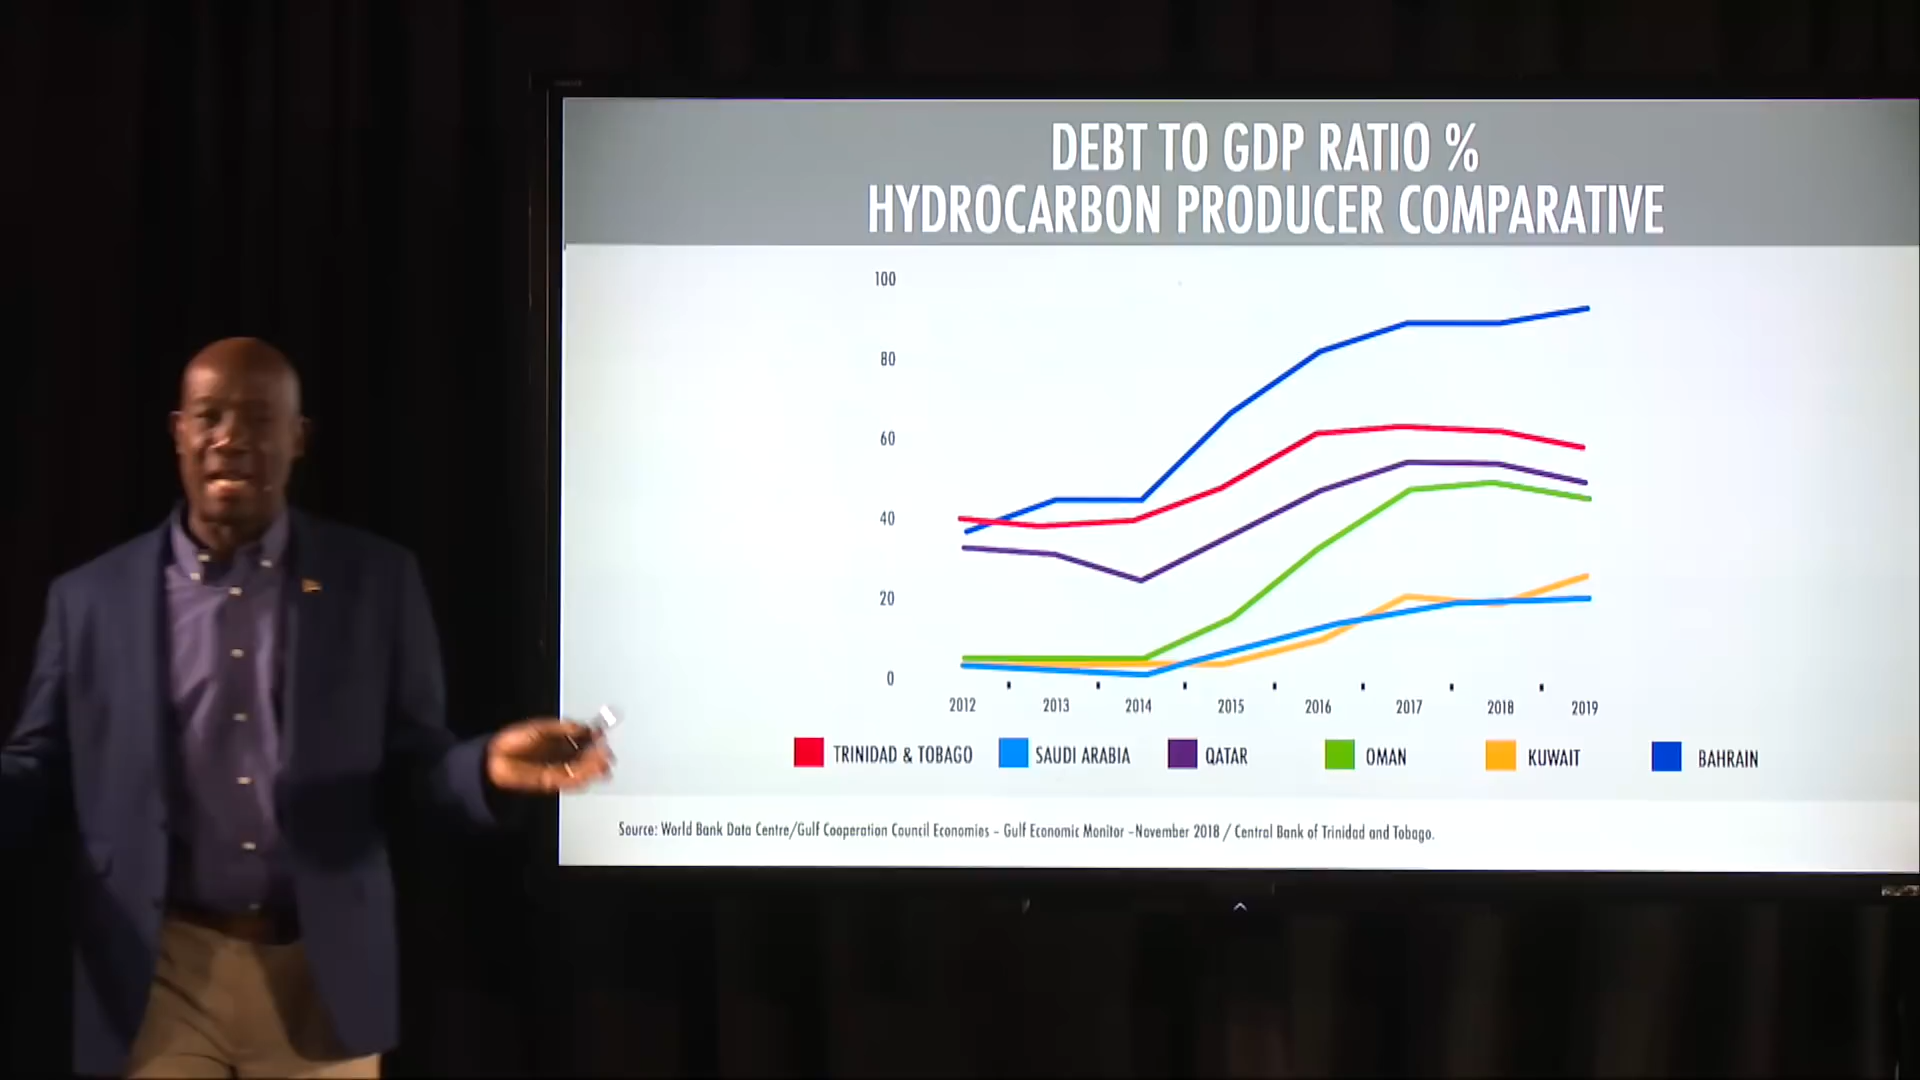 DEBT TO GDP RATIO %
HYDROCARBON PRODUCER COMPARATIVE
100
80
60
40
20
0
2012 2013 2014 2015 2016 2017 2018 2019
TRINIDAD & TOBAGO SAUDI ARABIA QATAR OMAN KUWAIT BAHRAIN
Source: World Bank Data Centre/Gulf Cooperation Council Economies – Gulf Economic Monitor –November 2018 / Central Bank of Trinidad and Tobago.